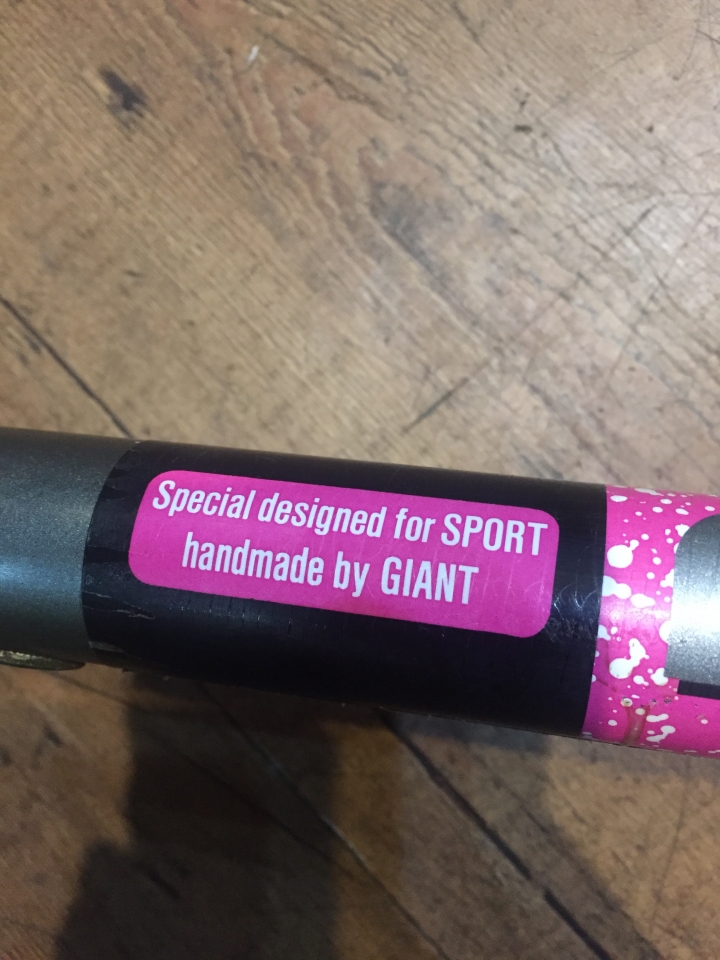 Special designed for SPORT
handmade by GIANT